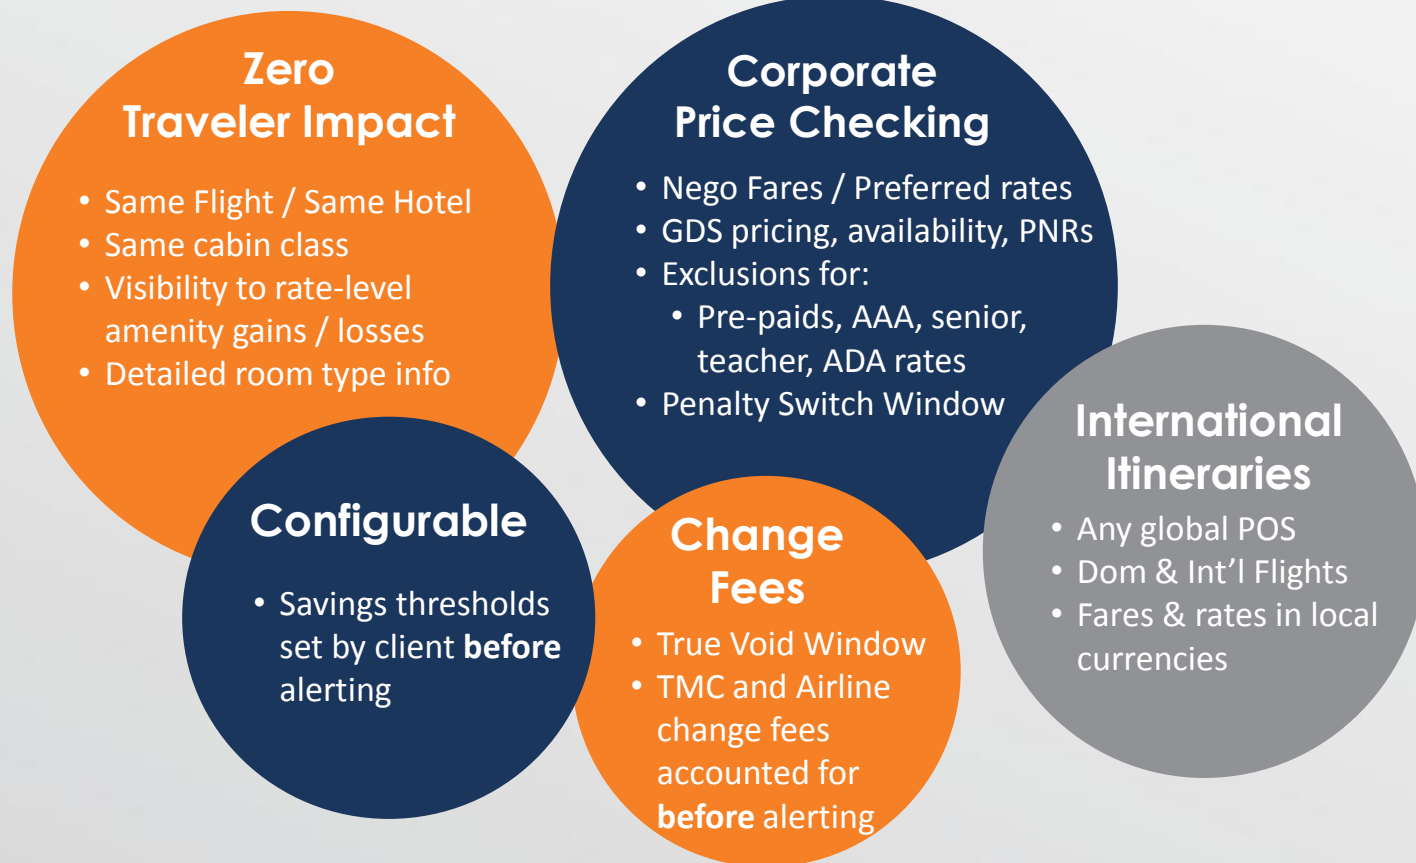 Zero
Traveler Impact
• Same Flight / Same Hotel
• Same cabin class
• Visibility to rate-level
amenity gains / losses
• Detailed room type info
Corporate
Price Checking
• Nego Fares / Preferred rates
• GDS pricing, availability, PNRs
• Exclusions for:
• Pre-paids, AAA, senior,
teacher, ADA rates
• Penalty Switch Window
International
Itineraries
• Any global POS
• Dom & Int’l Flights
• Fares & rates in local
currencies
Configurable
• Savings thresholds
set by client before
alerting
Change
Fees
• True Void Window
• TMC and Airline
change fees
accounted for
before alerting